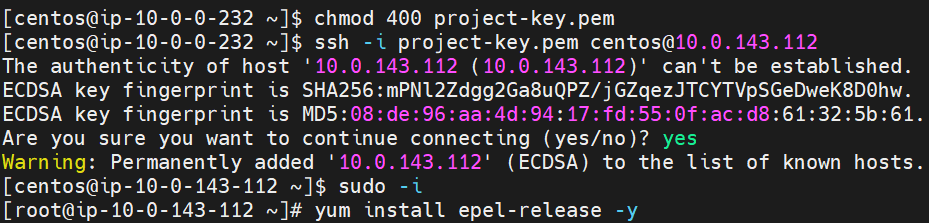 [centos@ip-10-0-0-232 ~]$ chmod 400 project-key.pem
[centos@ip-10-0-0-232 ~]$ ssh -i project-key.pem centos@10.0.143.112
The authenticity of host '10.0.143.112 (10.0.143.112)' can't be established.
ECDSA key fingerprint is SHA256:mPNl2Zdgg2Ga8uQPZ/jGZqezJTCYTVpSGeDweK8D0hw.
ECDSA key fingerprint is MD5:08:de:96:aa:4d:94:17:fd:55:0f:ac:d8:61:32:5b:61.
Are you sure you want to continue connecting (yes/no)? yes
Warning: Permanently added '10.0.143.112' (ECDSA) to the list of known hosts.
[centos@ip-10-0-143-112 ~]$ sudo -i
[root@ip-10-0-143-112 ~]# yum install epel-release -y